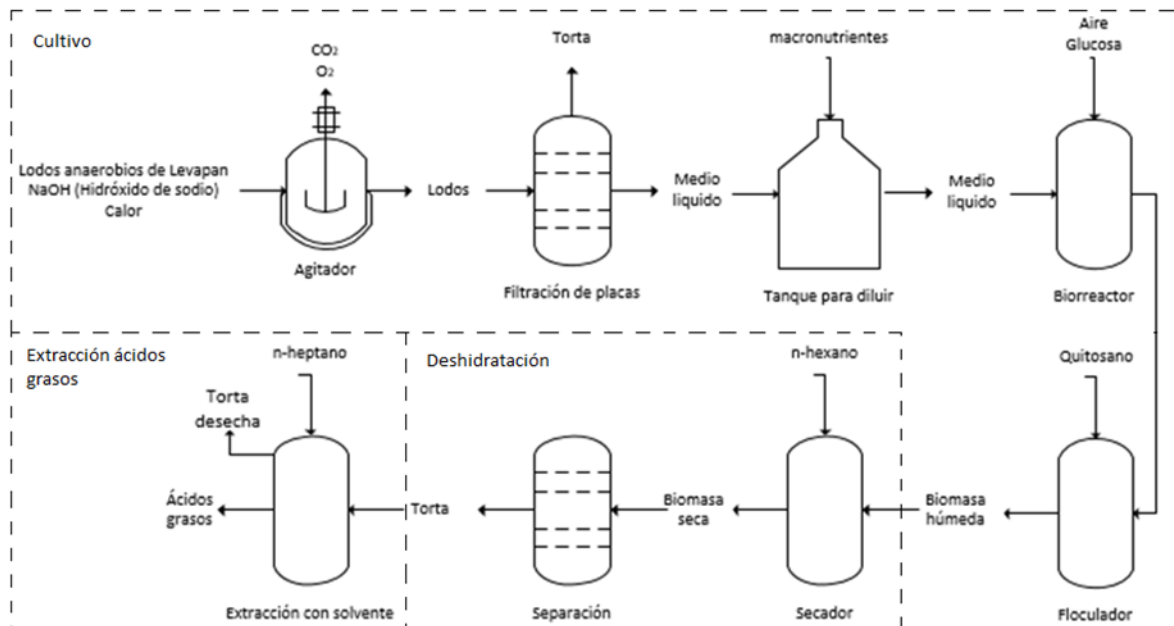 Cultivo
CO₂
O₂
Torta
macronutrientes
Aire
Glucosa
Lodos anaerobios de Levapan
NaOH (Hidróxido de sodio)
Calor
Lodos
Medio
liquido
Medio
liquido
Agitador
Filtración de placas
Tanque para diluir
Biorreactor
Extracción ácidos
grasos
n-heptano
Torta
desecha
Ácidos
grasos
Torta
Extracción con solvente
Deshidratación
n-hexano
Biomasa
seca
Separación
Secador
Quitosano
Biomasa
húmeda
Floculador